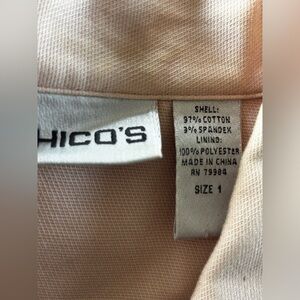 HICO'S
SHELL:
97% COTTON
3% SPANDEX
LINING:
100% POLYESTER
MADE IN CHINA
RN 79984
SIZE 1